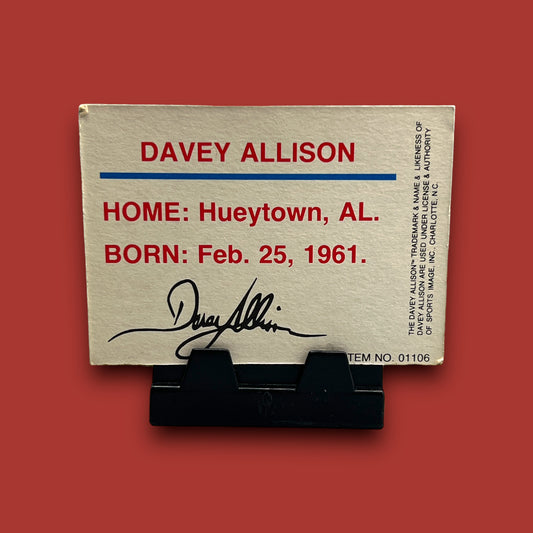 DAVEY ALLISON
HOME: Hueytown, AL.
BORN: Feb. 25, 1961.
Davey Allison
TEM NO. 01106
THE DAVEY ALLISON™ TRADEMARK & NAME & LIKENESS OF
DAVEY ALLISON ARE USED UNDER LICENSE & AUTHORITY
OF SPORTS IMAGE, INC., CHARLOTTE, N.C.